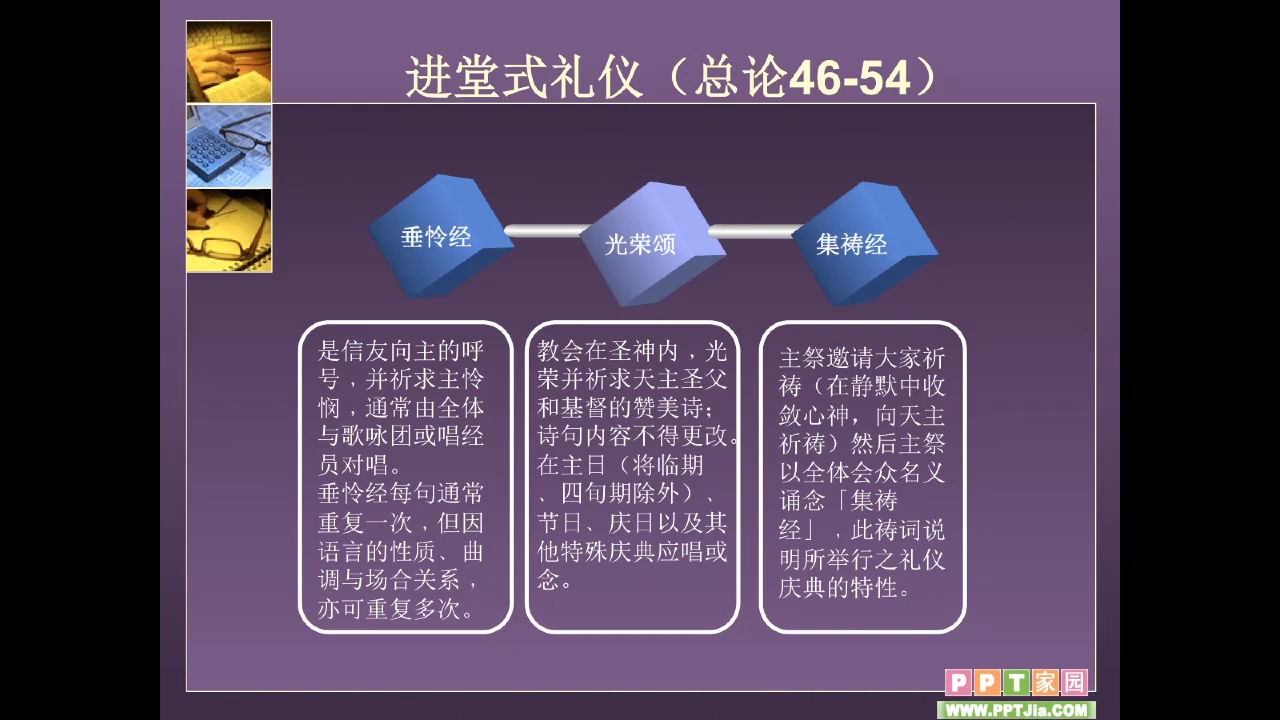 进堂式礼仪（总论46-54）
垂怜经
光荣颂
集祷经
是信友向主的呼
号，并祈求主怜
悯，通常由全体
与歌咏团或唱经
员对唱。
垂怜经每句通常
重复一次，但因
语言的性质、曲
调与场合关系，
亦可重复多次。
教会在圣神内，光
荣并祈求天主圣父
和基督的赞美诗；
诗句内容不得更改。
在主日（将临期
、四旬期除外）、
节日、庆日以及其
他特殊庆典应唱或
念。
主祭邀请大家祈
祷（在静默中收
敛心神，向天主
祈祷）然后主祭
以全体会众名义
诵念「集祷
经」，此祷词说
明所举行之礼仪
庆典的特性。
PPT家园
WWW.PPTJia.COM